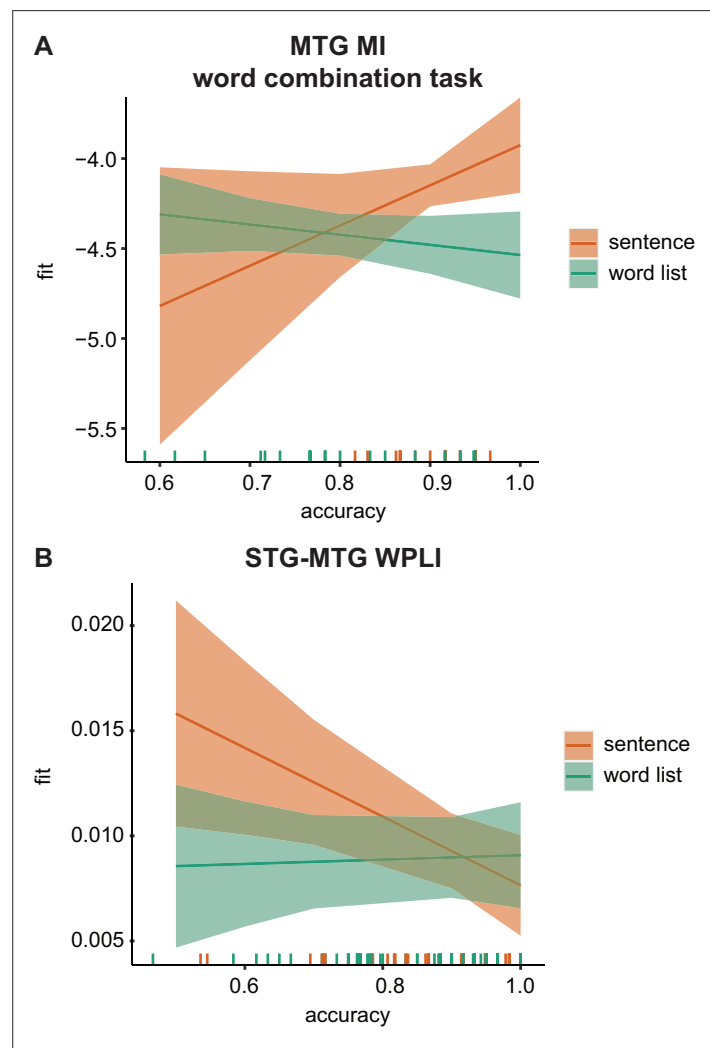 A
MTG MI
word combination task
−4.0
−4.5
−5.0
−5.5
fit
0.6 0.7 0.8 0.9 1.0
accuracy
sentence
word list
B
STG-MTG WPLI
0.020
0.015
0.010
0.005
fit
0.6 0.8 1.0
accuracy
sentence
word list